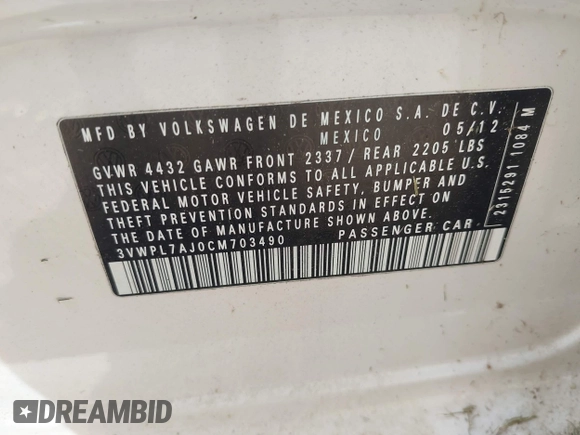 MFD BY VOLKSWAGEN DE MEXICO S.A. DE C.V.
MEXICO 05/12
GVWR 4432 GAWR FRONT 2337/ REAR 2205 LBS
THIS VEHICLE CONFORMS TO ALL APPLICABLE U.S.
FEDERAL MOTOR VEHICLE SAFETY, BUMPER AND
THEFT PREVENTION STANDARDS IN EFFECT ON
THE DATE OF MANUFACTURE SHOWN ABOVE.
3VWPL7AJ0CM703490 PASSENGER CAR
DREAMBID